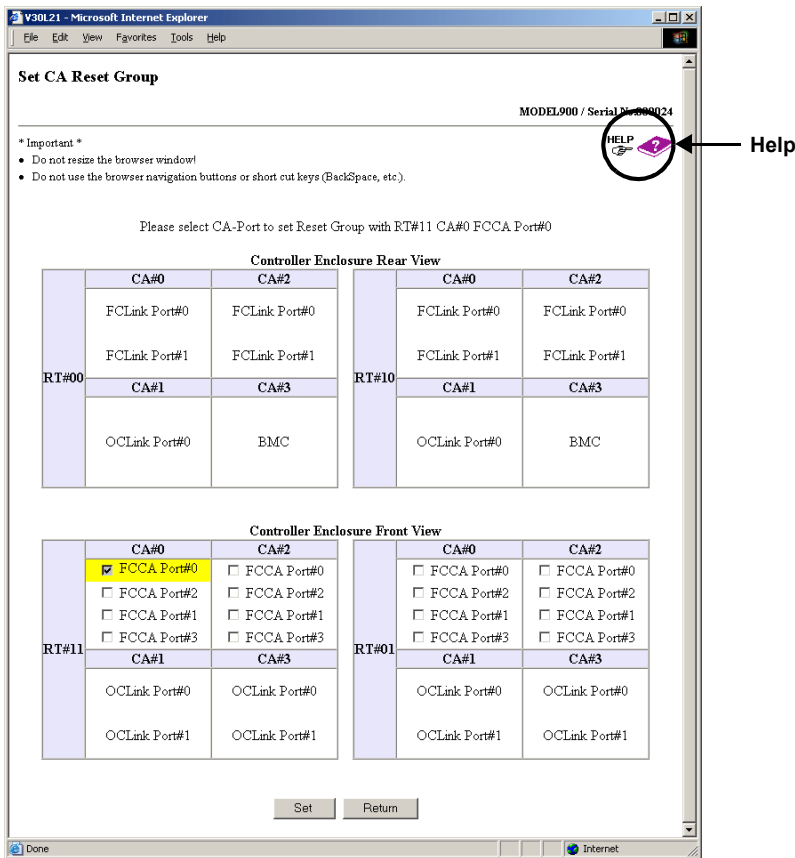 V30L21 - Microsoft Internet Explorer
File Edit View Favorites Tools Help
Set CA Reset Group
MODEL900 / Serial No.
HELP
?
Help
* Important *
• Do not resize the browser window!
• Do not use the browser navigation buttons or short cut keys (BackSpace, etc.).
Please select CA-Port to set Reset Group with RT#11 CA#0 FCCA Port#0
Controller Enclosure Rear View
CA#0 CA#2 CA#0 CA#2
FCLink Port#0 FCLink Port#0 FCLink Port#0 FCLink Port#0
FCLink Port#1 FCLink Port#1 FCLink Port#1 FCLink Port#1
RT#00 RT#10
CA#1 CA#3 CA#1 CA#3
OCLink Port#0 BMC OCLink Port#0 BMC
Controller Enclosure Front View
CA#0 CA#2 CA#0 CA#2
FCCA Port#0 FCCA Port#0 FCCA Port#0 FCCA Port#0
FCCA Port#2 FCCA Port#2 FCCA Port#2 FCCA Port#2
FCCA Port#1 FCCA Port#1 FCCA Port#1 FCCA Port#1
FCCA Port#3 FCCA Port#3 FCCA Port#3 FCCA Port#3
RT#11 RT#01
CA#1 CA#3 CA#1 CA#3
OCLink Port#0 OCLink Port#0 OCLink Port#0 OCLink Port#0
OCLink Port#1 OCLink Port#1 OCLink Port#1 OCLink Port#1
Set Return
Done Internet